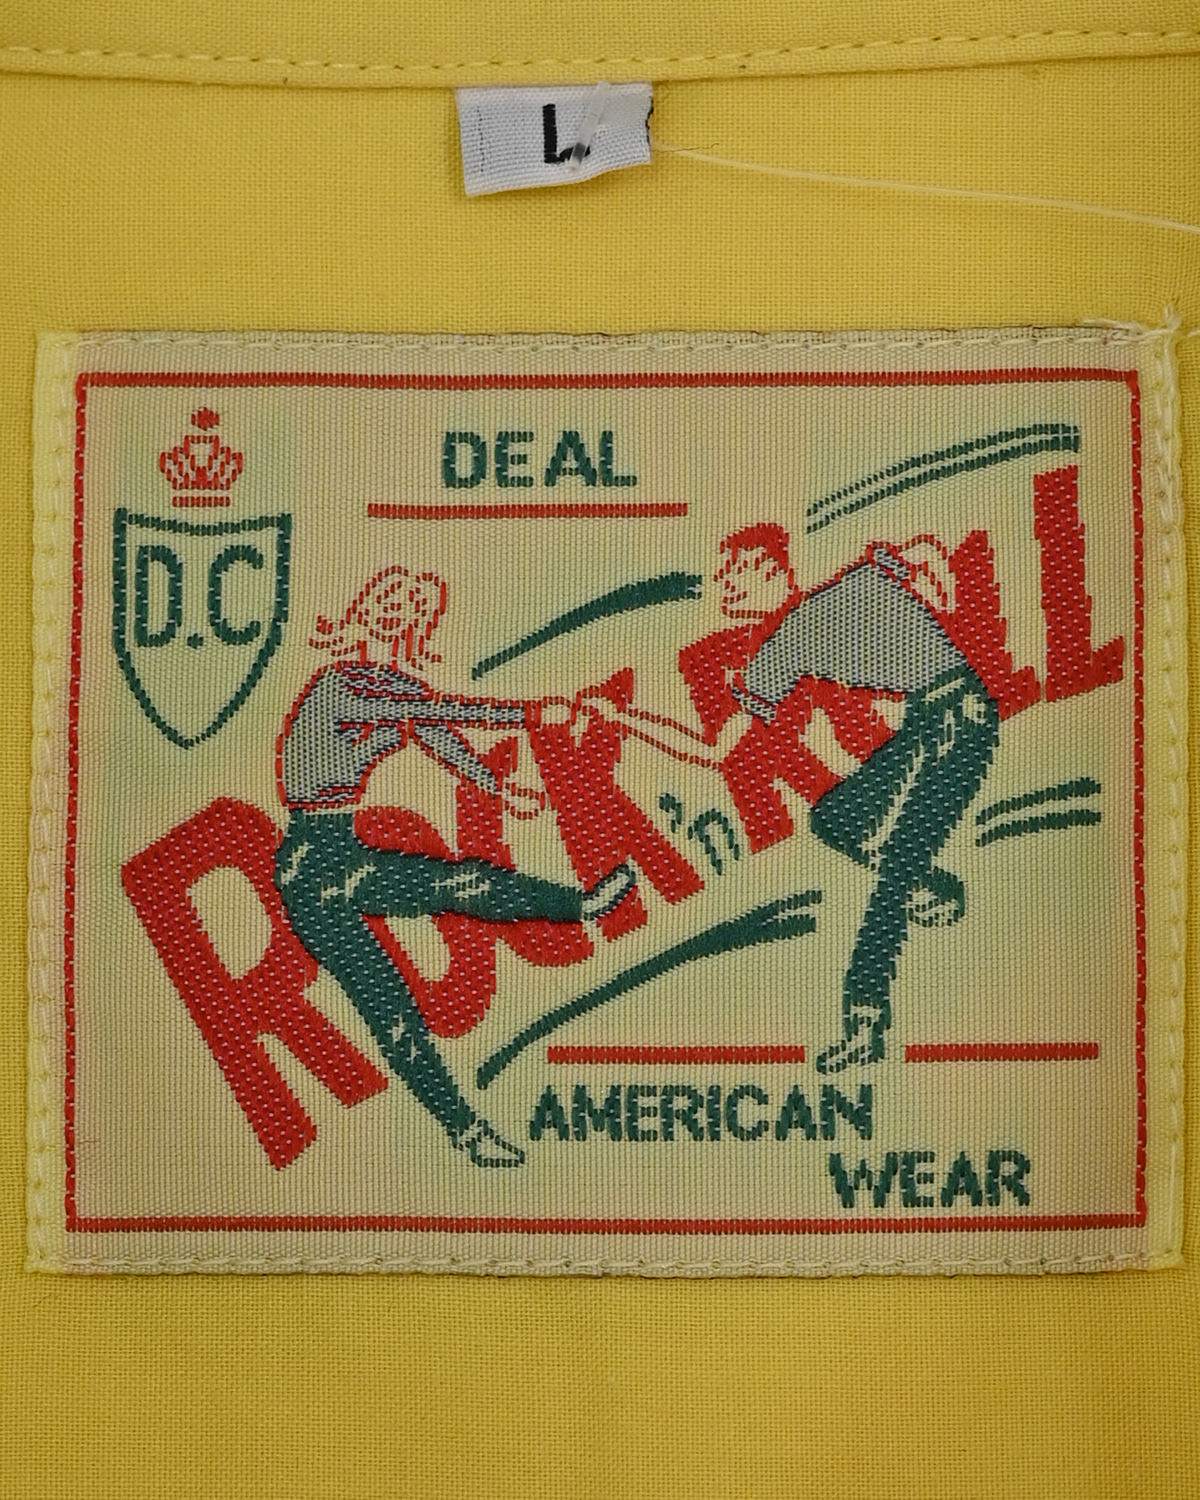 L
DEAL
D.C
ROCK 'n ROLL
AMERICAN
WEAR